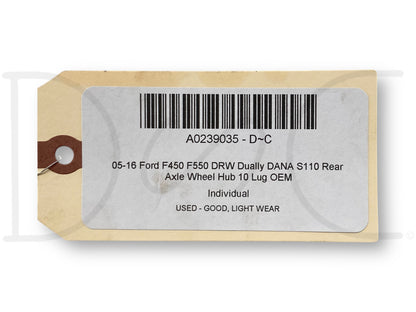 A0239035 - D~C
05-16 Ford F450 F550 DRW Dually DANA S110 Rear
Axle Wheel Hub 10 Lug OEM
Individual
USED - GOOD, LIGHT WEAR